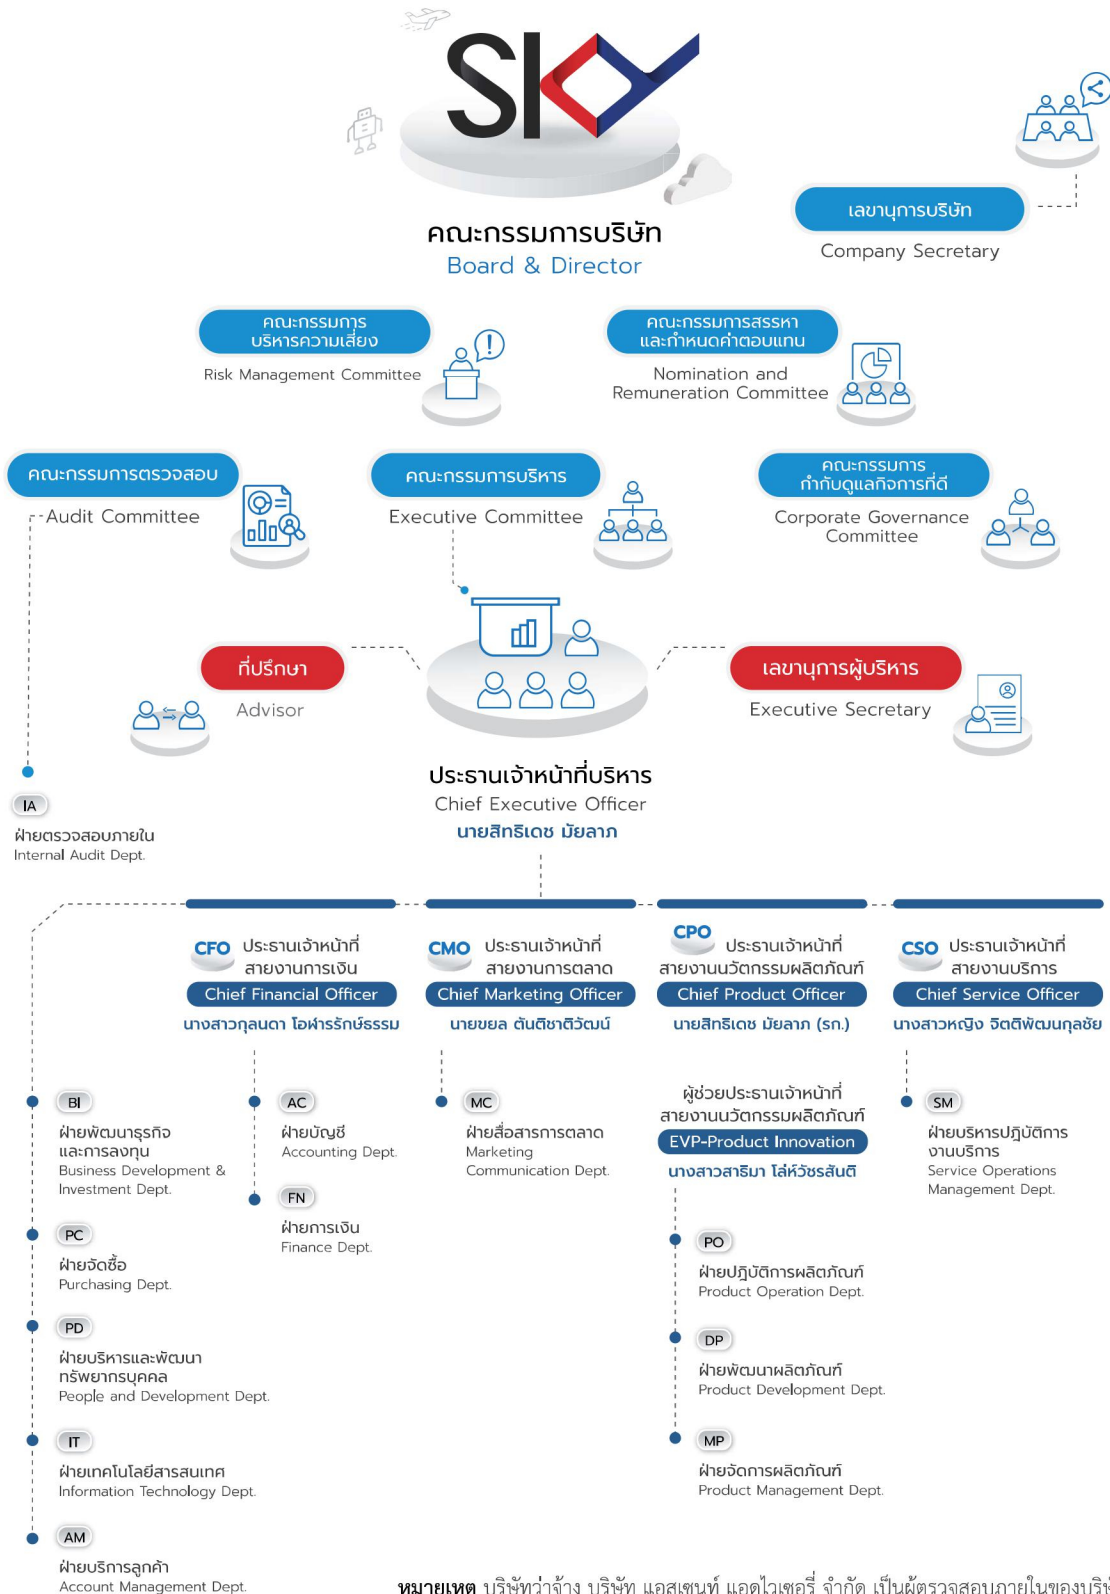 SKY
คณะกรรมการบริษัท
Board & Director
เลขานุการบริษัท
Company Secretary
คณะกรรมการ
บริหารความเสี่ยง
Risk Management Committee
คณะกรรมการสรรหา
และกำหนดค่าตอบแทน
Nomination and
Remuneration Committee
คณะกรรมการตรวจสอบ
Audit Committee
คณะกรรมการบริหาร
Executive Committee
คณะกรรมการ
กำกับดูแลกิจการที่ดี
Corporate Governance
Committee
ที่ปรึกษา
Advisor
เลขานุการผู้บริหาร
Executive Secretary
ประธานเจ้าหน้าที่บริหาร
Chief Executive Officer
นายสิทธิเดช มัยลาภ
IA
ฝ่ายตรวจสอบภายใน
Internal Audit Dept.
CFO ประธานเจ้าหน้าที่
สายงานการเงิน
Chief Financial Officer
นางสาวกุลนดา โอฬารรักษ์ธรรม
CMO ประธานเจ้าหน้าที่
สายงานการตลาด
Chief Marketing Officer
นายขยล ตันติชาติวัฒน์
CPO ประธานเจ้าหน้าที่
สายงานนวัตกรรมผลิตภัณฑ์
Chief Product Officer
นายสิทธิเดช มัยลาภ (รก.)
CSO ประธานเจ้าหน้าที่
สายงานบริการ
Chief Service Officer
นางสาวหญิง จิตติพัฒนกุลชัย
BI
ฝ่ายพัฒนาธุรกิจ
และการลงทุน
Business Development &
Investment Dept.
PC
ฝ่ายจัดซื้อ
Purchasing Dept.
PD
ฝ่ายบริหารและพัฒนา
ทรัพยากรบุคคล
People and Development Dept.
IT
ฝ่ายเทคโนโลยีสารสนเทศ
Information Technology Dept.
AM
ฝ่ายบริการลูกค้า
Account Management Dept.
AC
ฝ่ายบัญชี
Accounting Dept.
FN
ฝ่ายการเงิน
Finance Dept.
MC
ฝ่ายสื่อสารการตลาด
Marketing
Communication Dept.
ผู้ช่วยประธานเจ้าหน้าที่
สายงานนวัตกรรมผลิตภัณฑ์
EVP-Product Innovation
นางสาวสาธิมา โล่ห์วัชรสันติ
PO
ฝ่ายปฎิบัติการผลิตภัณฑ์
Product Operation Dept.
DP
ฝ่ายพัฒนาผลิตภัณฑ์
Product Development Dept.
MP
ฝ่ายจัดการผลิตภัณฑ์
Product Management Dept.
SM
ฝ่ายบริหารปฎิบัติการ
งานบริการ
Service Operations
Management Dept.
หมายเหตุ บริษัทว่าจ้าง บริษัท แอสเซนท์ แอดไวเซอรี่ จำกัด เป็นผู้ตรวจสอบภายในของ